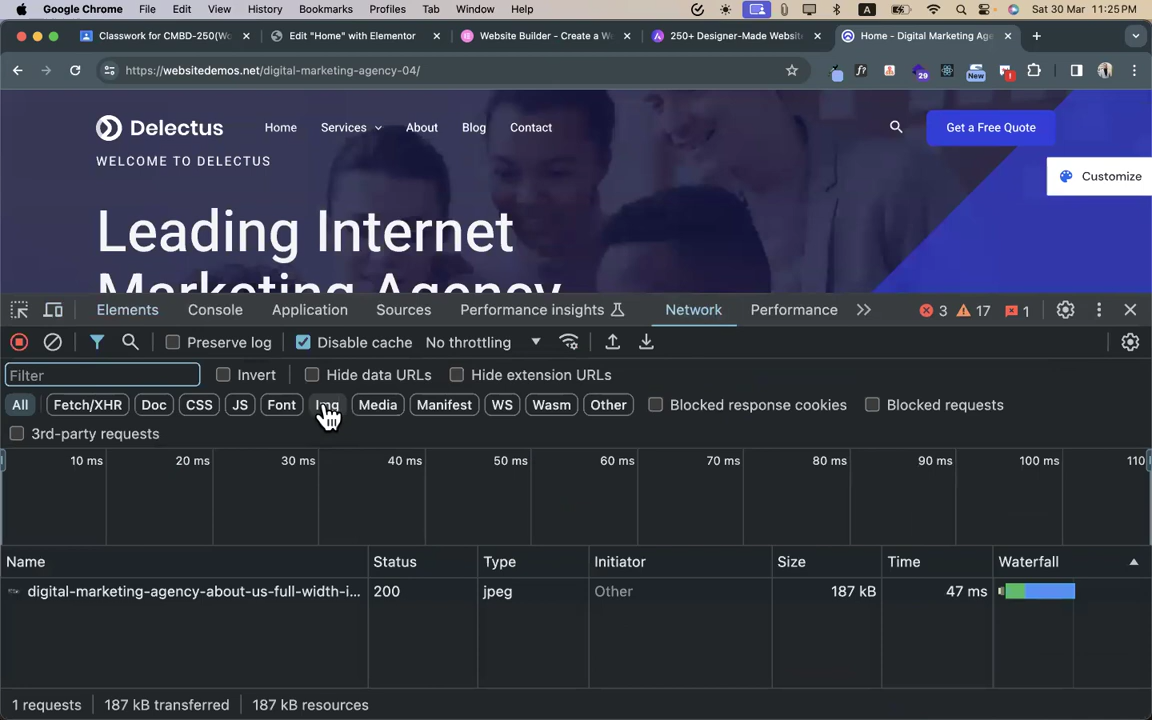 Google Chrome File Edit View History Bookmarks Profiles Tab Window Help A Sat 30 Mar 11:25 PM
Classwork for CMBD-250(Wo Edit "Home" with Elementor Website Builder - Create a W 250+ Designer-Made Website Home - Digital Marketing Age
https://websitedemos.net/digital-marketing-agency-04/ f? 29 New !
Delectus Home Services About Blog Contact Get a Free Quote
WELCOME TO DELECTUS
Customize
Leading Internet
Marketing Agency
Elements Console Application Sources Performance insights Network Performance 3 17 1
Preserve log Disable cache No throttling
Filter Invert Hide data URLs Hide extension URLs
All Fetch/XHR Doc CSS JS Font Img Media Manifest WS Wasm Other Blocked response cookies Blocked requests
3rd-party requests
10 ms 20 ms 30 ms 40 ms 50 ms 60 ms 70 ms 80 ms 90 ms 100 ms 110
Name Status Type Initiator Size Time Waterfall
digital-marketing-agency-about-us-full-width-i... 200 jpeg Other 187 kB 47 ms
1 requests 187 kB transferred 187 kB resources